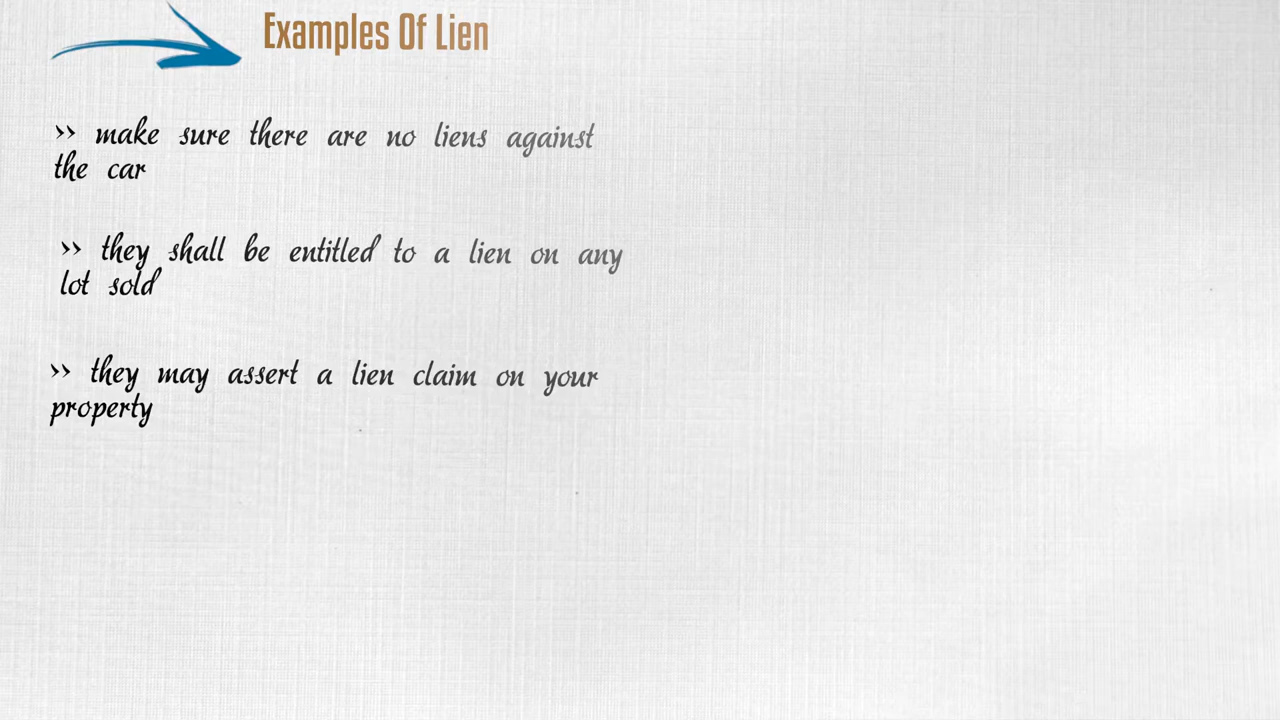 Examples Of Lien
>> make sure there are no liens against
the car
>> they shall be entitled to a lien on any
lot sold
>> they may assert a lien claim on your
property